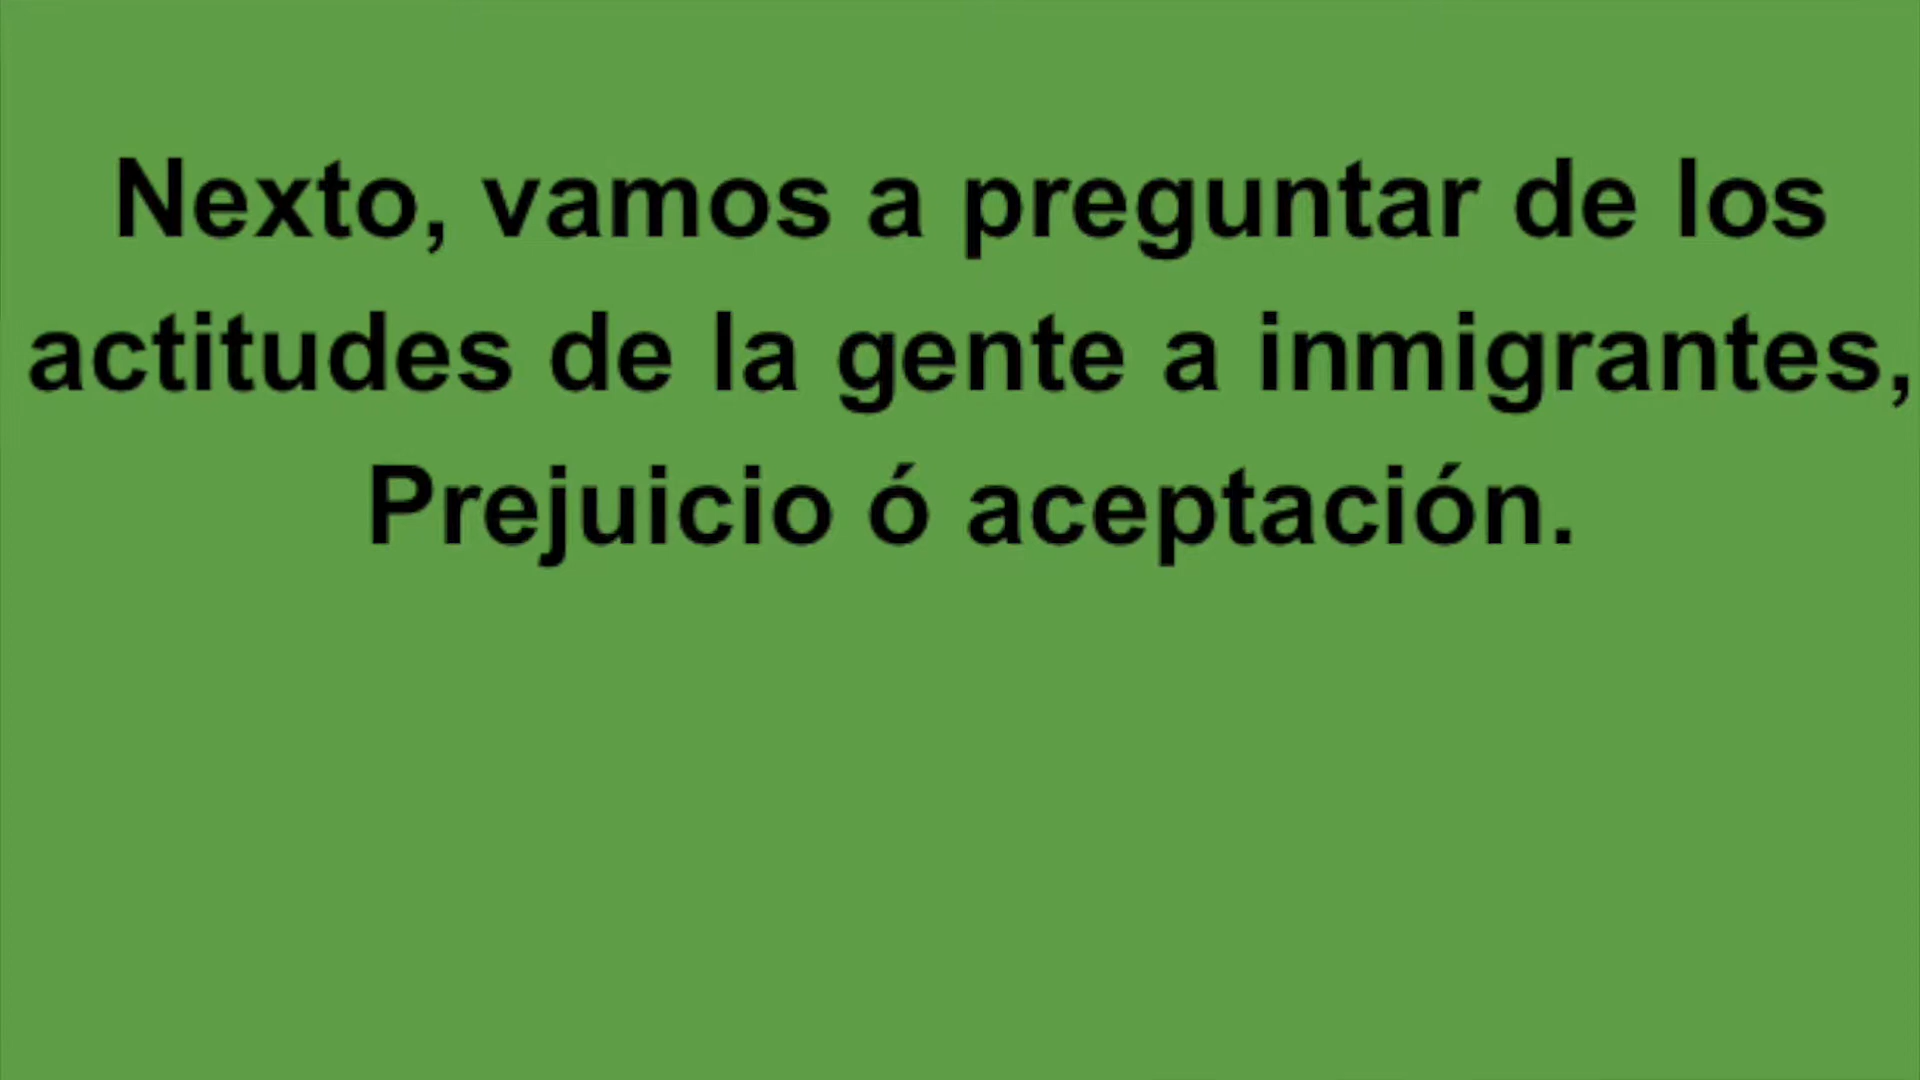 Nexto, vamos a preguntar de los
actitudes de la gente a inmigrantes,
Prejuicio ó aceptación.